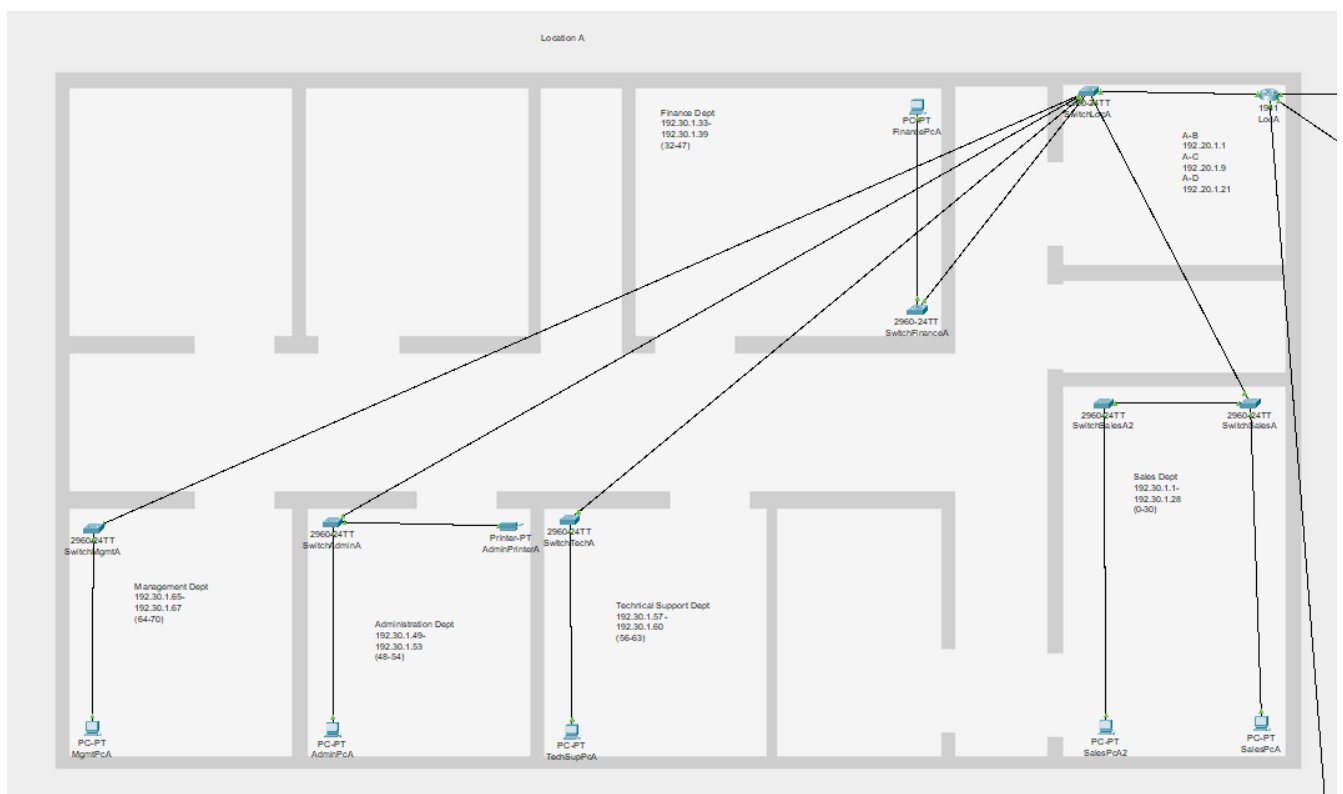 Location A
Finance Dept
192.30.1.33-
192.30.1.39
(32-47)
PC-PT
FinancePcA
2960-24TT
SwitchLocA
1941
LocA
A-B
192.20.1.1
A-C
192.20.1.9
A-D
192.20.1.21
2960-24TT
SwitchFinanceA
2960-24TT
SwitchSalesA2
2960-24TT
SwitchSalesA
Sales Dept
192.30.1.1-
192.30.1.28
(0-30)
2960-24TT
SwitchMgmtA
2960-24TT
SwitchAdminA
Printer-PT
AdminPrinterA
2960-24TT
SwitchTechA
Management Dept
192.30.1.65-
192.30.1.67
(64-70)
Administration Dept
192.30.1.49-
192.30.1.53
(48-54)
Technical Support Dept
192.30.1.57-
192.30.1.60
(56-63)
PC-PT
MgmtPcA
PC-PT
AdminPcA
PC-PT
TechSupPcA
PC-PT
SalesPcA2
PC-PT
SalesPcA